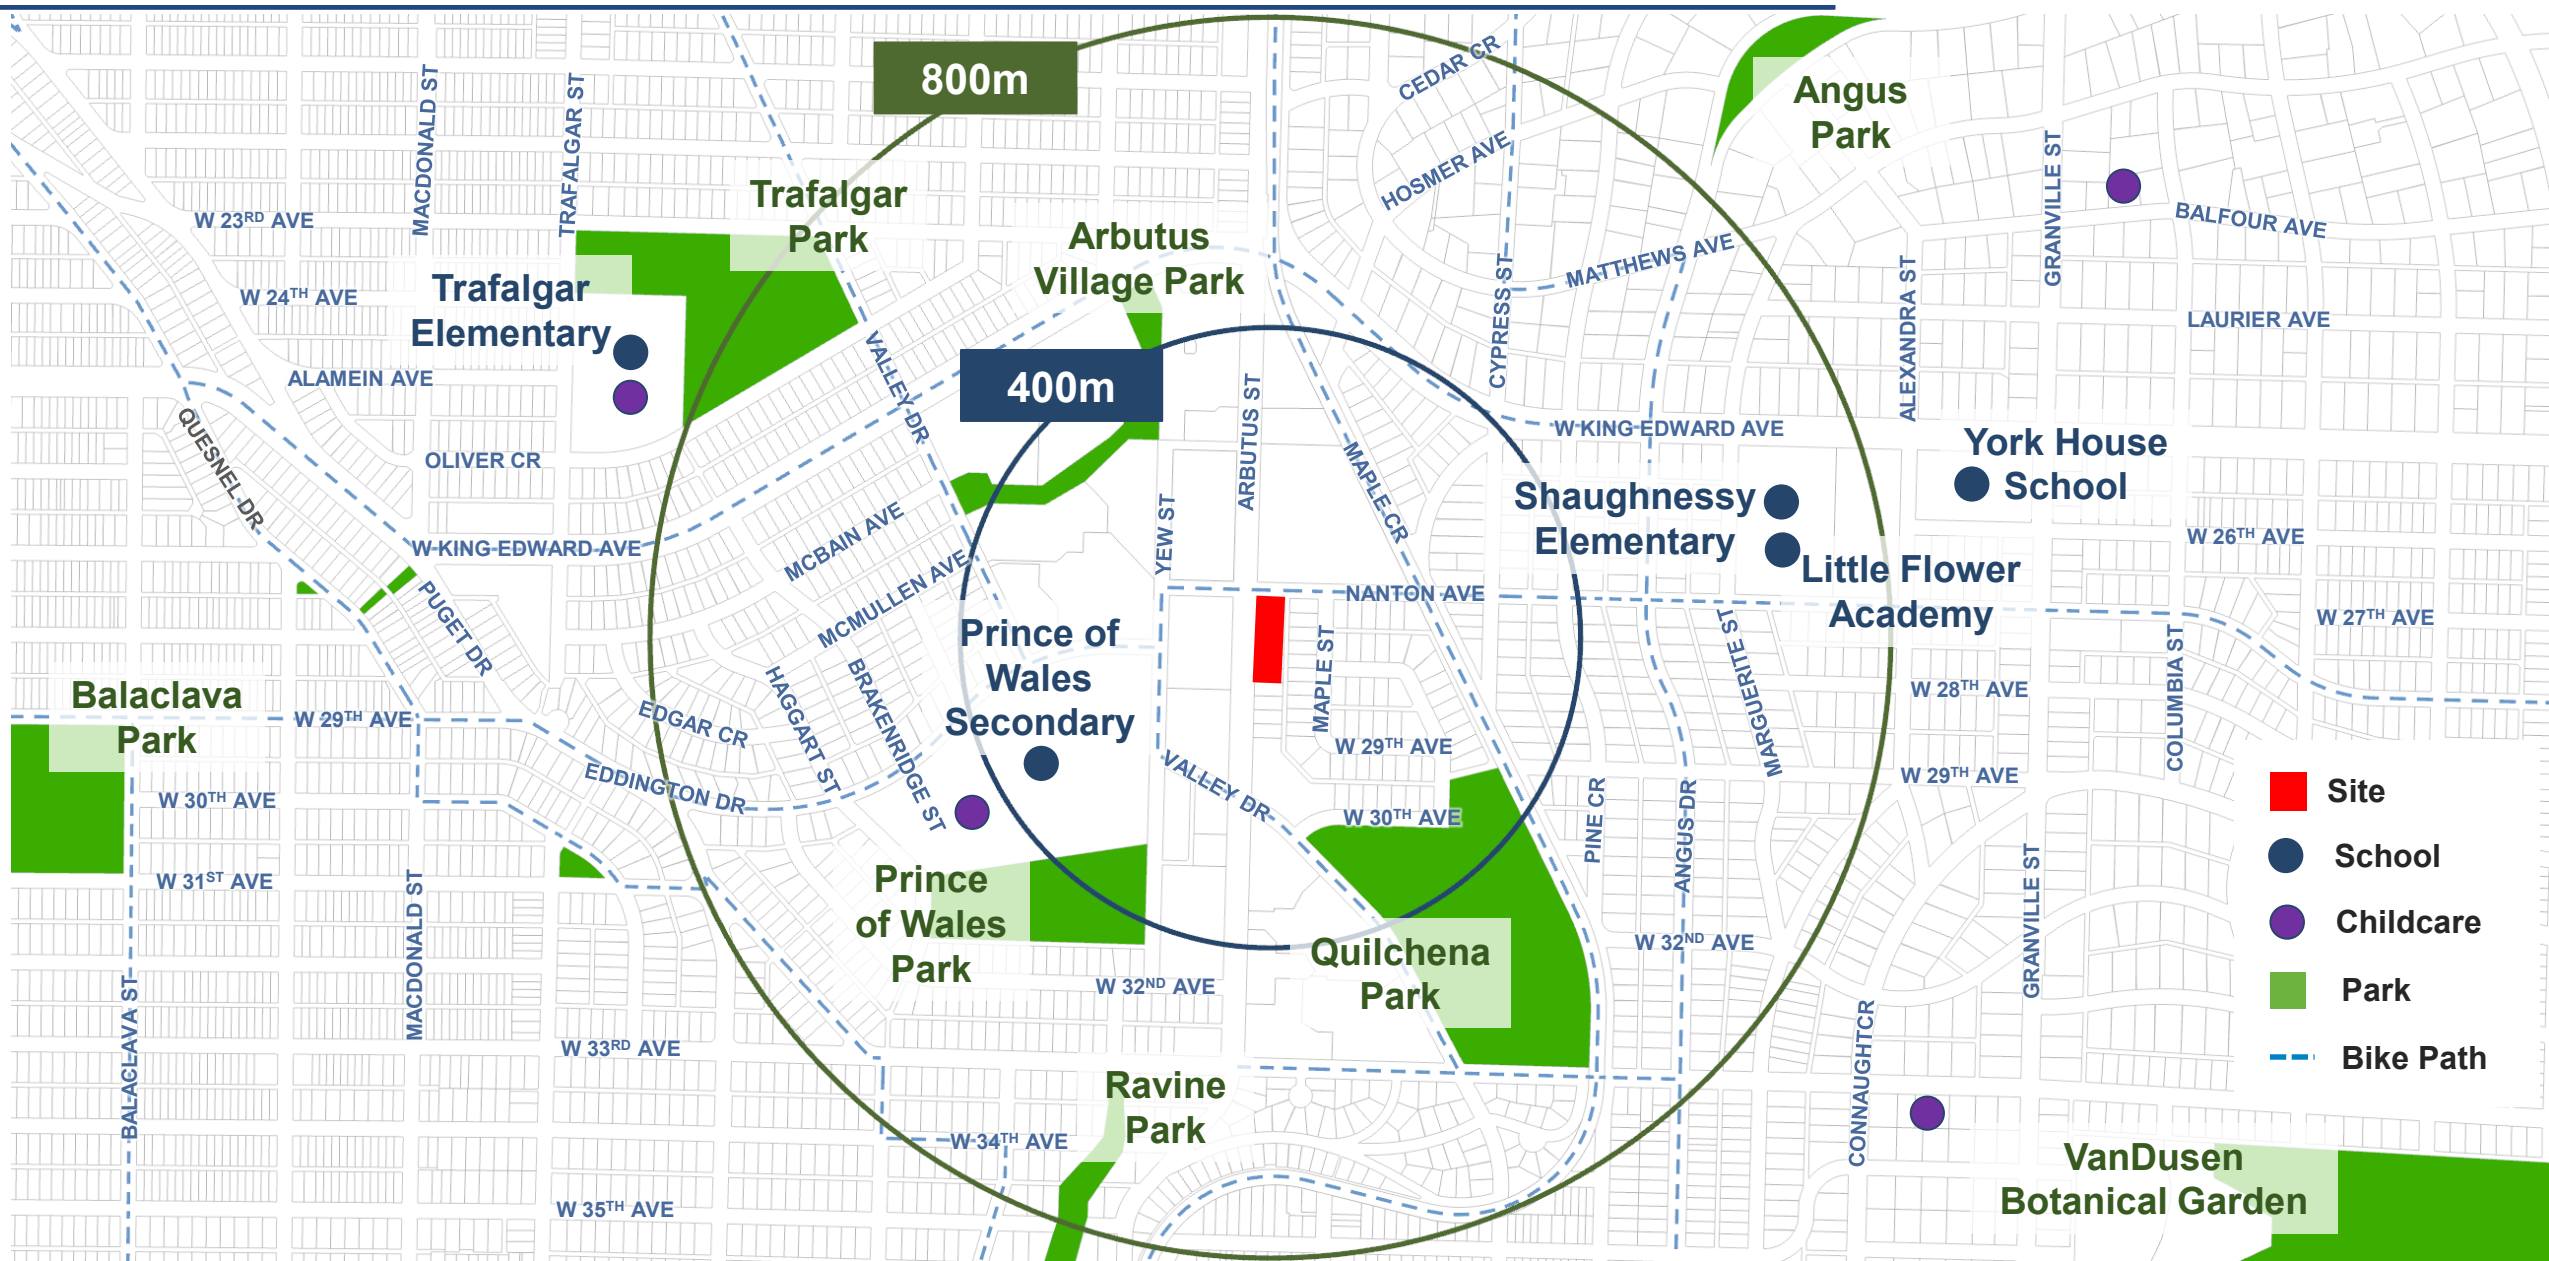 800m
CEDAR CR
Angus
Park
MACDONALD ST
TRAFALGAR ST
HOSMER AVE
GRANVILLE ST
W 23RD AVE
Trafalgar
Park
BALFOUR AVE
Arbutus
Village Park
MATTHEWS AVE
CYPRESS ST
ALEXANDRA ST
W 24TH AVE
Trafalgar
Elementary
LAURIER AVE
ALAMEIN AVE
VALLEY DR
400m
ARBUTUS ST
W KING EDWARD AVE
York House
School
QUESNEL DR
OLIVER CR
MAPLE CR
Shaughnessy
Elementary
MCBAIN AVE
YEW ST
W 26TH AVE
W KING EDWARD AVE
Little Flower
Academy
PUGET DR
MCMULLEN AVE
NANTON AVE
W 27TH AVE
Prince of
Wales
Secondary
MAPLE ST
MARGUERITE ST
COLUMBIA ST
Balaclava
Park
HAGGART ST
BRAKENRIDGE ST
W 28TH AVE
W 29TH AVE
EDGAR CR
W 29TH AVE
VALLEY DR
W 29TH AVE
EDDINGTON DR
Site
W 30TH AVE
W 30TH AVE
PINE CR
ANGUS DR
School
W 31ST AVE
Prince
of Wales
Park
MACDONALD ST
GRANVILLE ST
Childcare
Quilchena
Park
W 32ND AVE
W 32ND AVE
Park
BALACLAVA ST
W 33RD AVE
CONNAUGHTCR
Bike Path
Ravine
Park
W 34TH AVE
VanDusen
Botanical Garden
W 35TH AVE